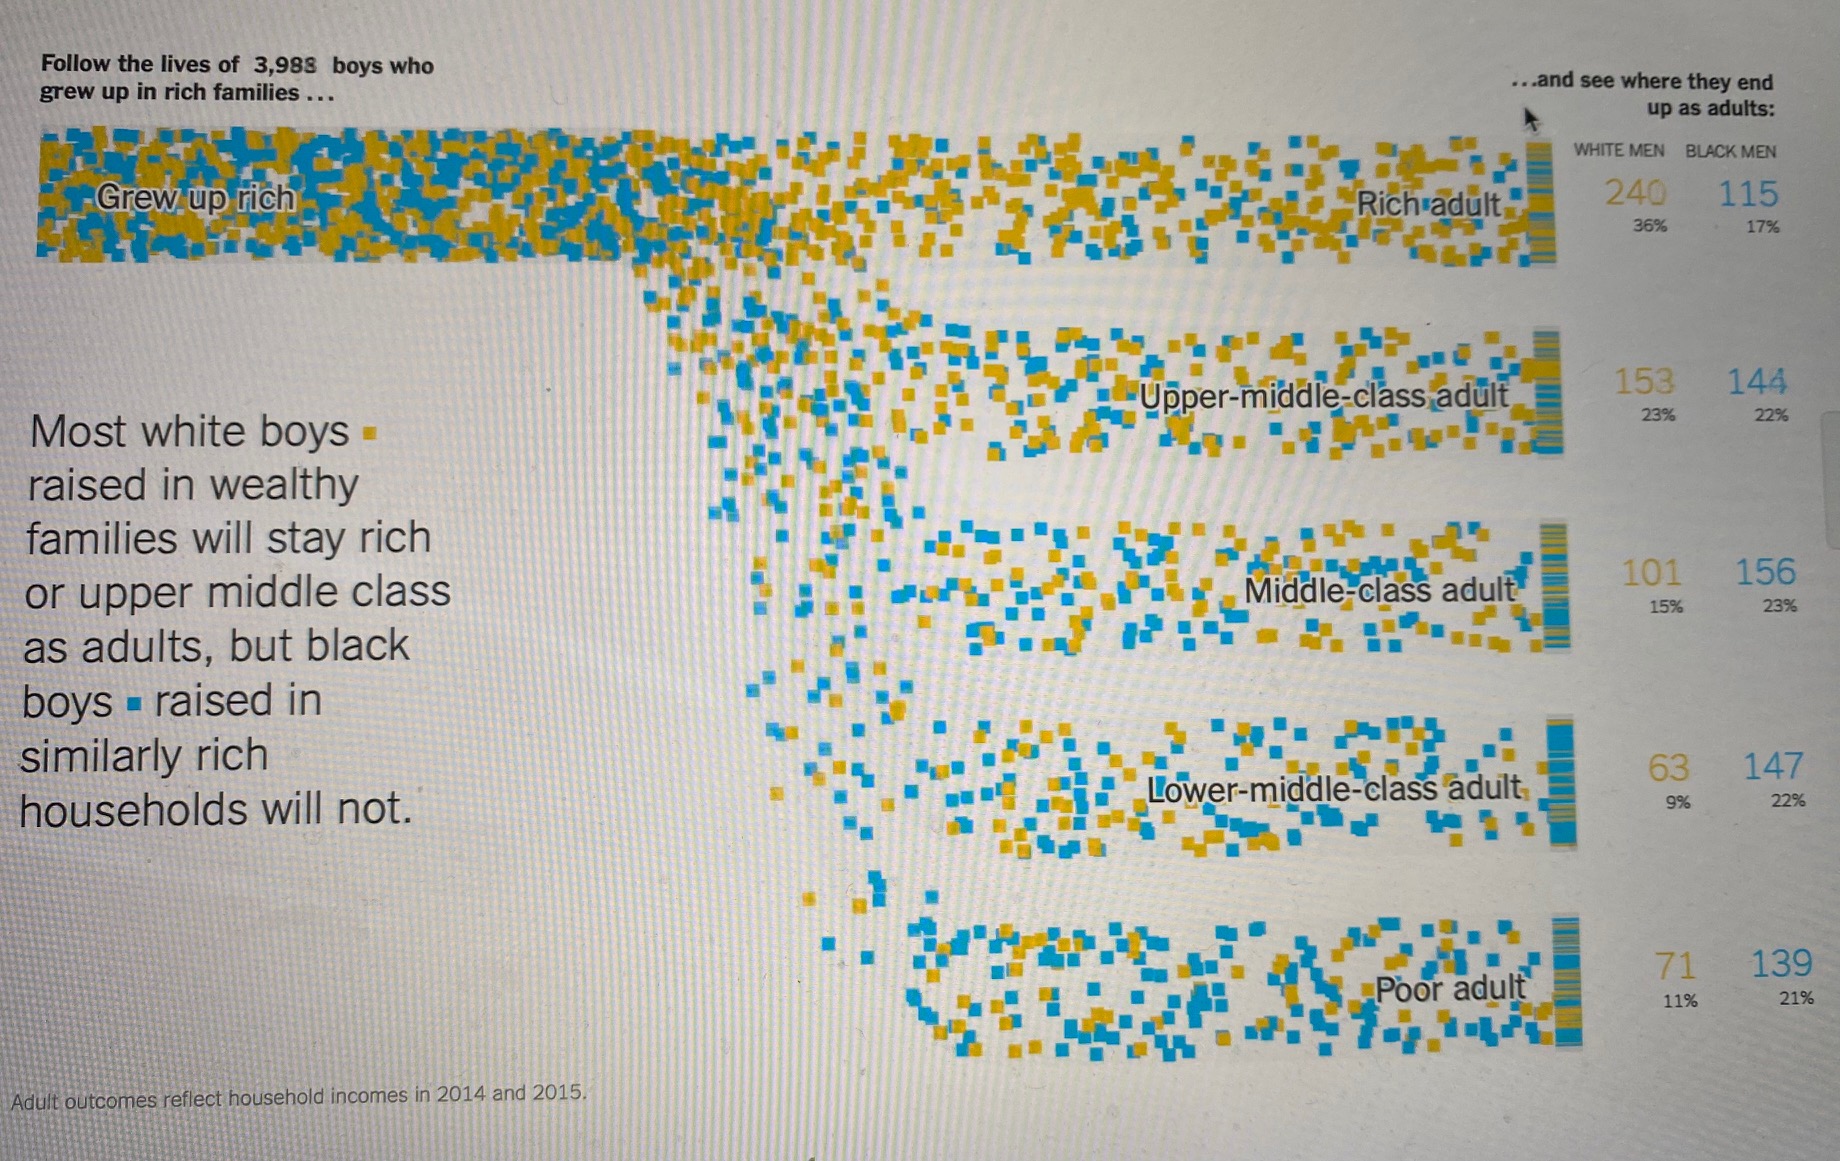 Follow the lives of 3,988 boys who
grew up in rich families ...
...and see where they end
up as adults:
WHITE MEN BLACK MEN
Grew up rich
Rich adult
240 115
36% 17%
Upper-middle-class adult
153 144
23% 22%
Most white boys
raised in wealthy
families will stay rich
or upper middle class
as adults, but black
boys raised in
similarly rich
households will not.
Middle-class adult
101 156
15% 23%
Lower-middle-class adult
63 147
9% 22%
Poor adult
71 139
11% 21%
Adult outcomes reflect household incomes in 2014 and 2015.